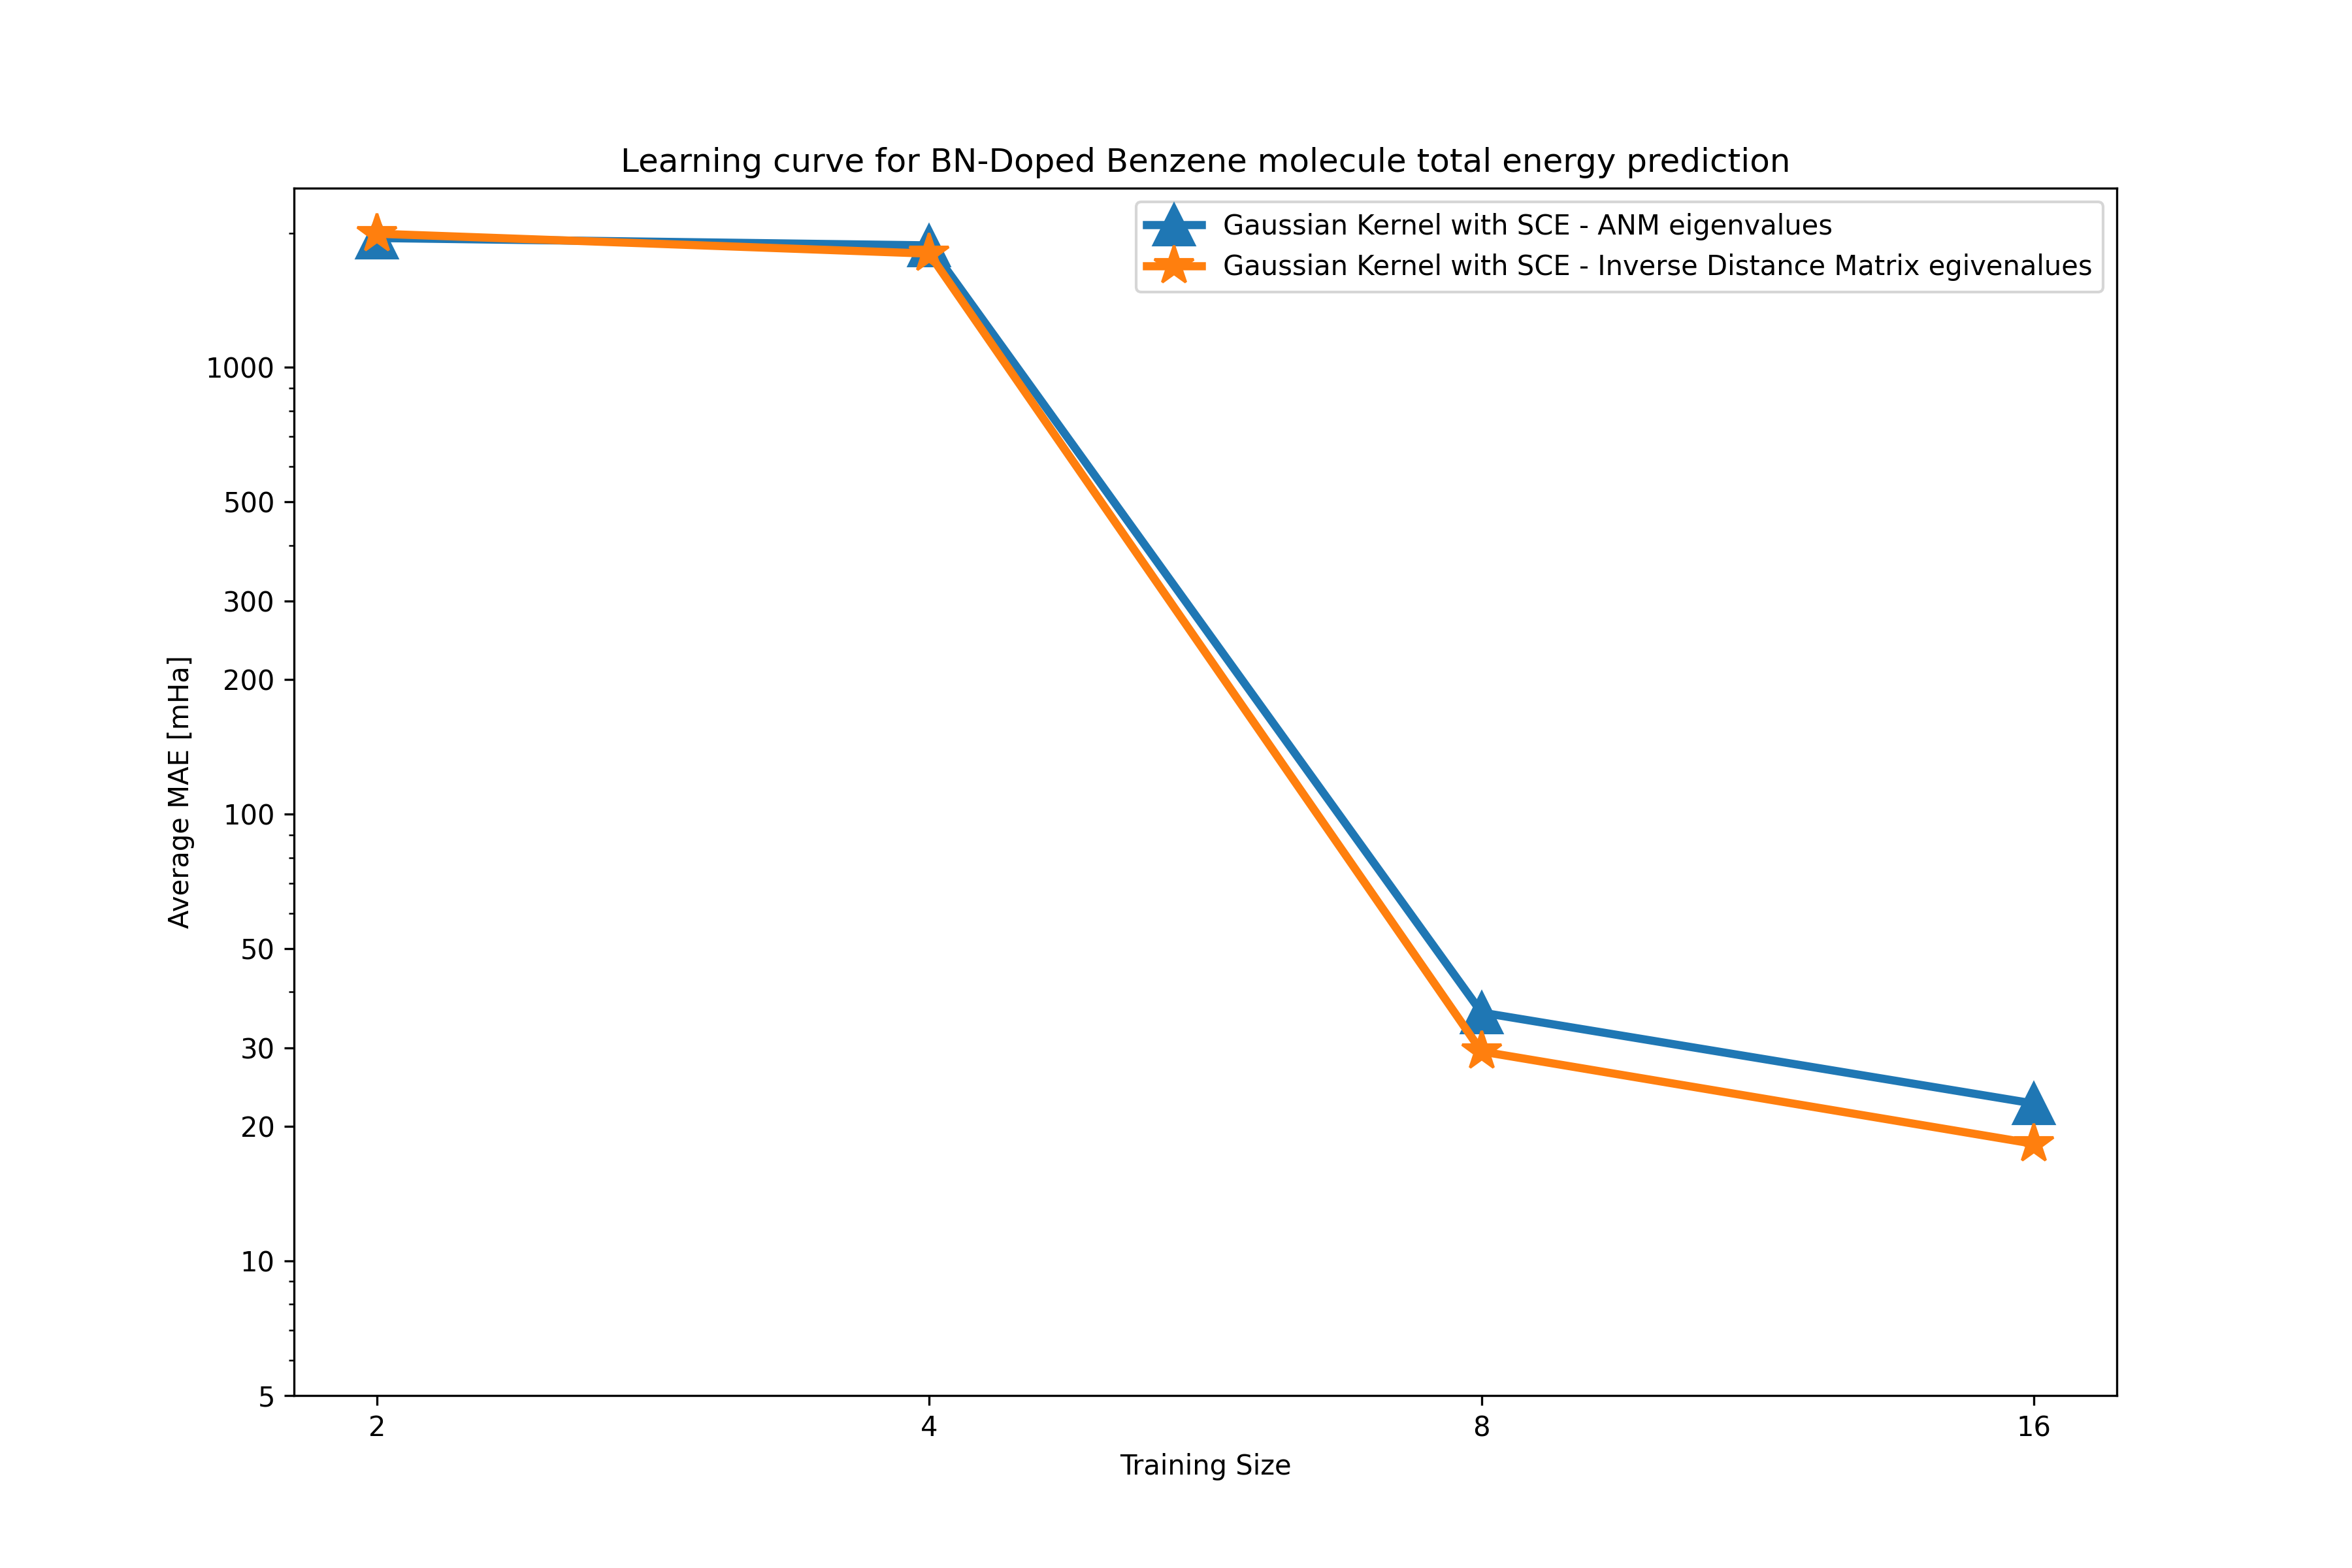 Learning curve for BN-Doped Benzene molecule total energy prediction
Gaussian Kernel with SCE - ANM eigenvalues
Gaussian Kernel with SCE - Inverse Distance Matrix egivenalues
1000
500
300
200
100
50
30
20
10
5
Average MAE [mHa]
2 4 8 16
Training Size